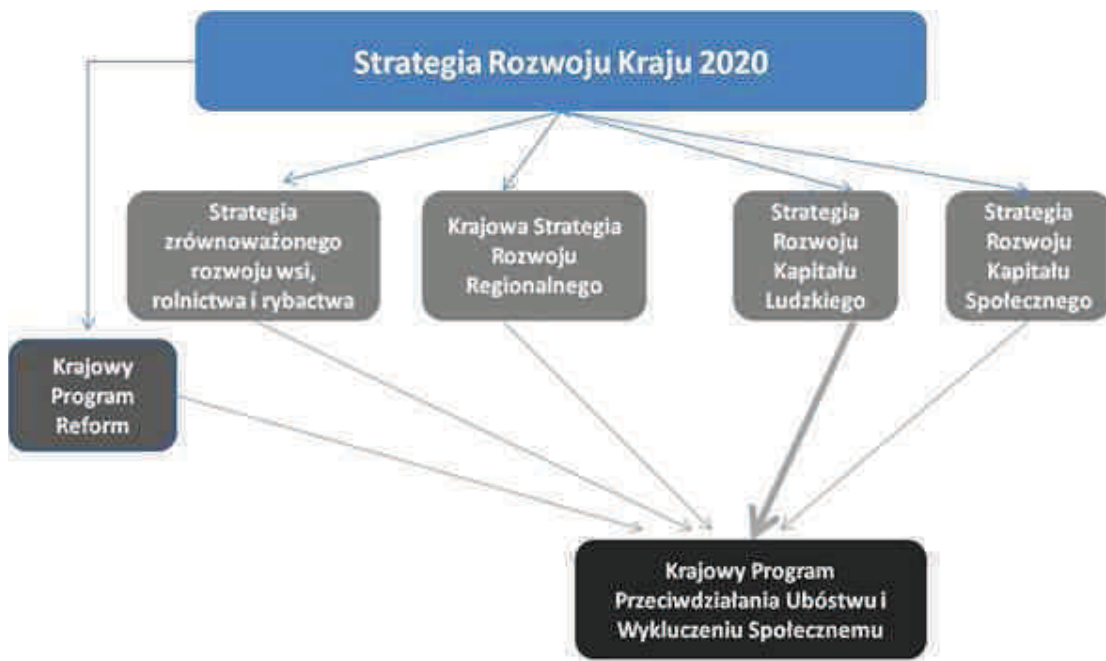 Strategia Rozwoju Kraju 2020
Strategia
zrównoważonego
rozwoju wsi,
rolnictwa i rybactwa
Krajowa Strategia
Rozwoju
Regionalnego
Strategia
Rozwoju
Kapitału
Ludzkiego
Strategia
Rozwoju
Kapitału
Społecznego
Krajowy
Program
Reform
Krajowy Program
Przeciwdziałania Ubóstwu i
Wykluczeniu Społecznemu